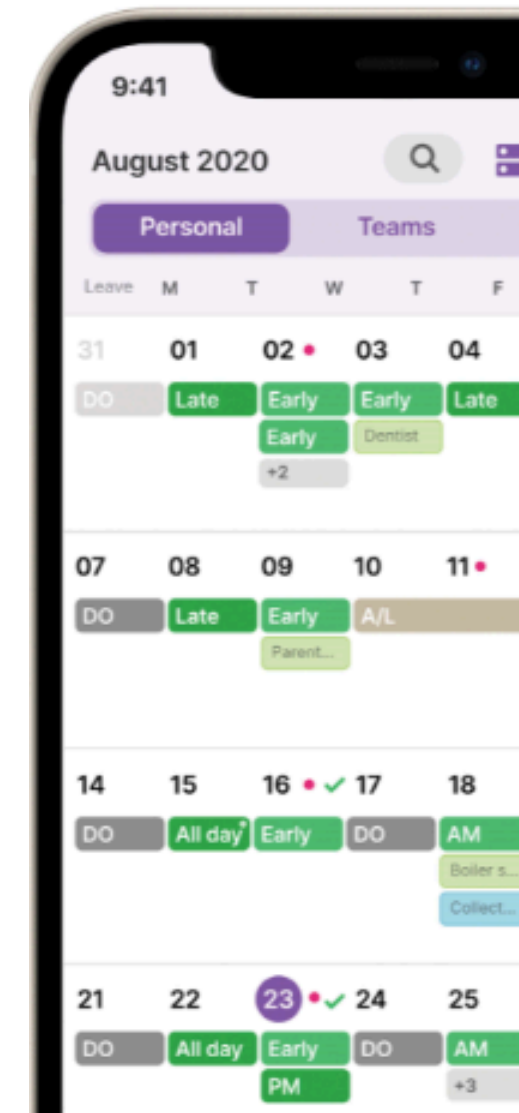 9:41
August 2020
Personal Teams
Leave M T W T F
31 01 02 03 04
DO Late Early Early Late
Early Dentist
+2
07 08 09 10 11
DO Late Early A/L
Parent...
14 15 16 17 18
DO All day Early DO AM
Boiler s...
Collect...
21 22 23 24 25
DO All day Early DO AM
PM +3